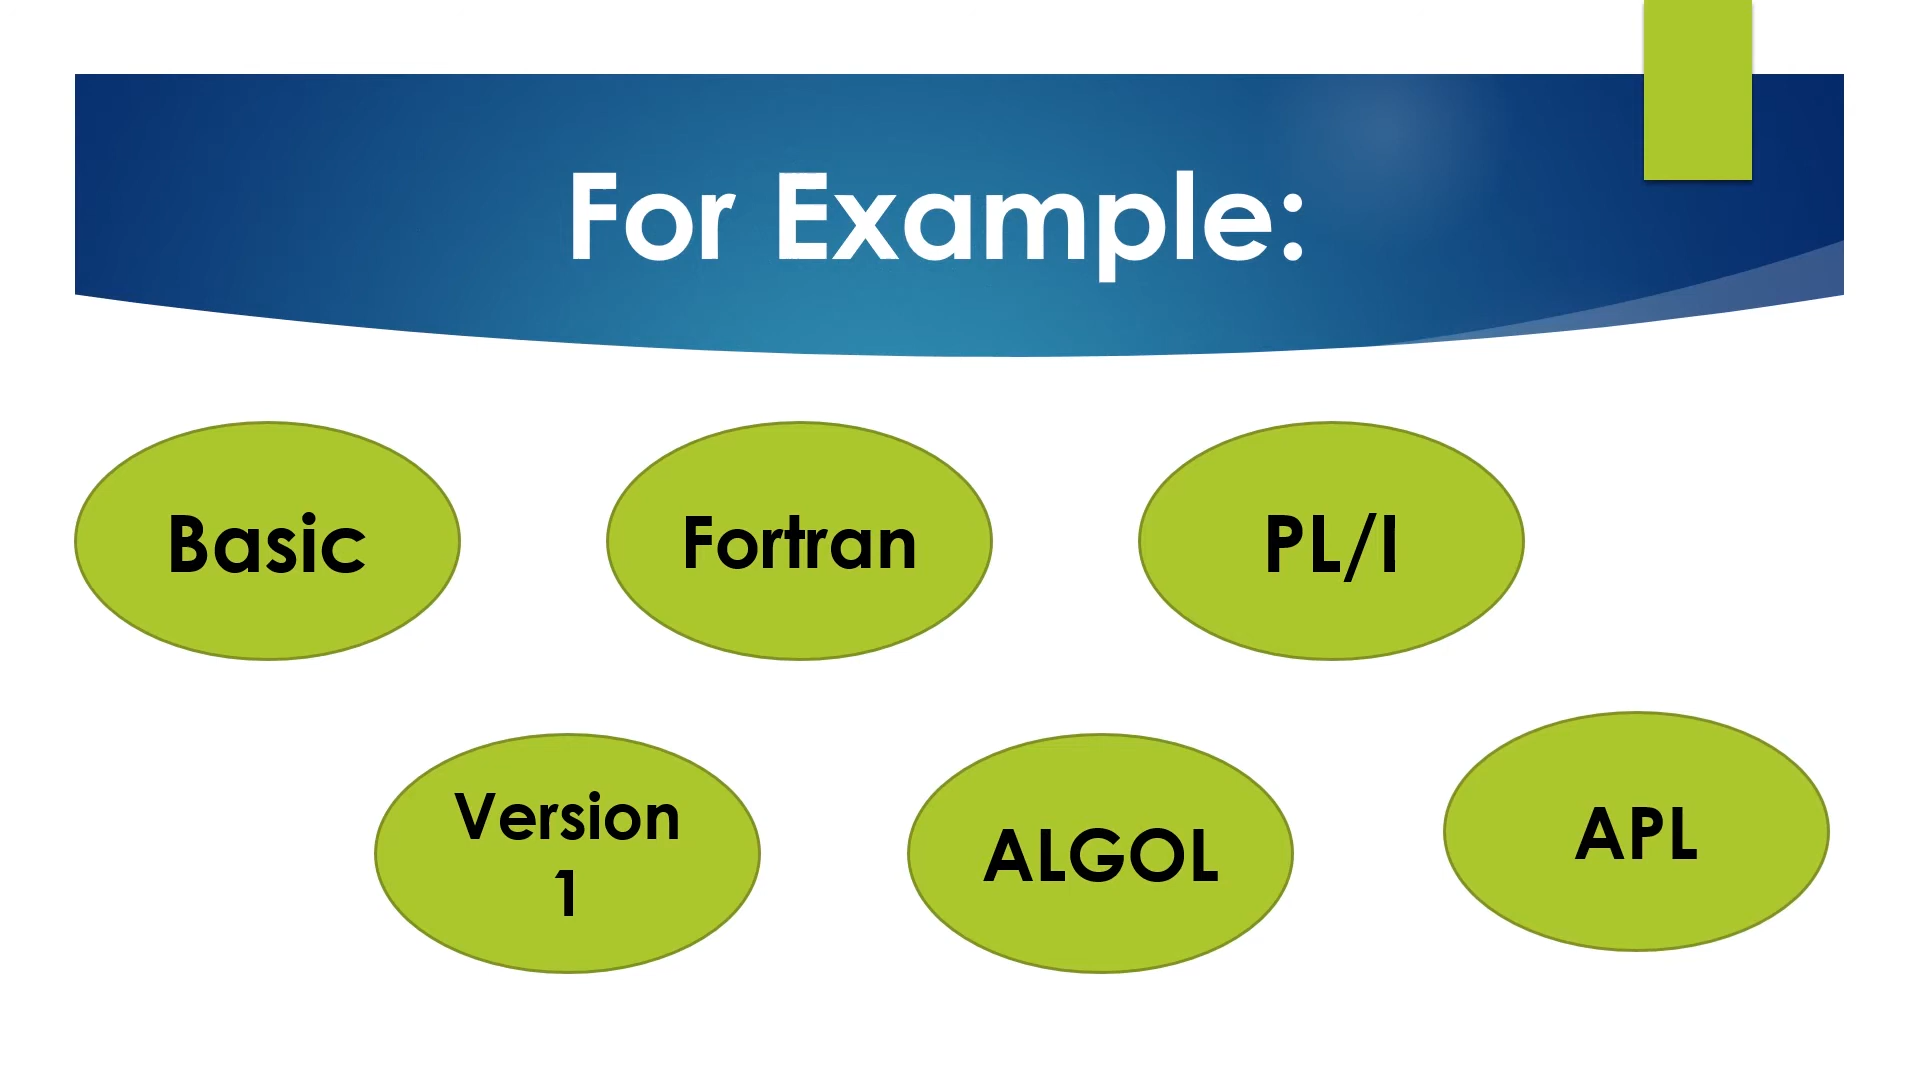 For Example:
Basic
Fortran
PL/I
Version
1
ALGOL
APL